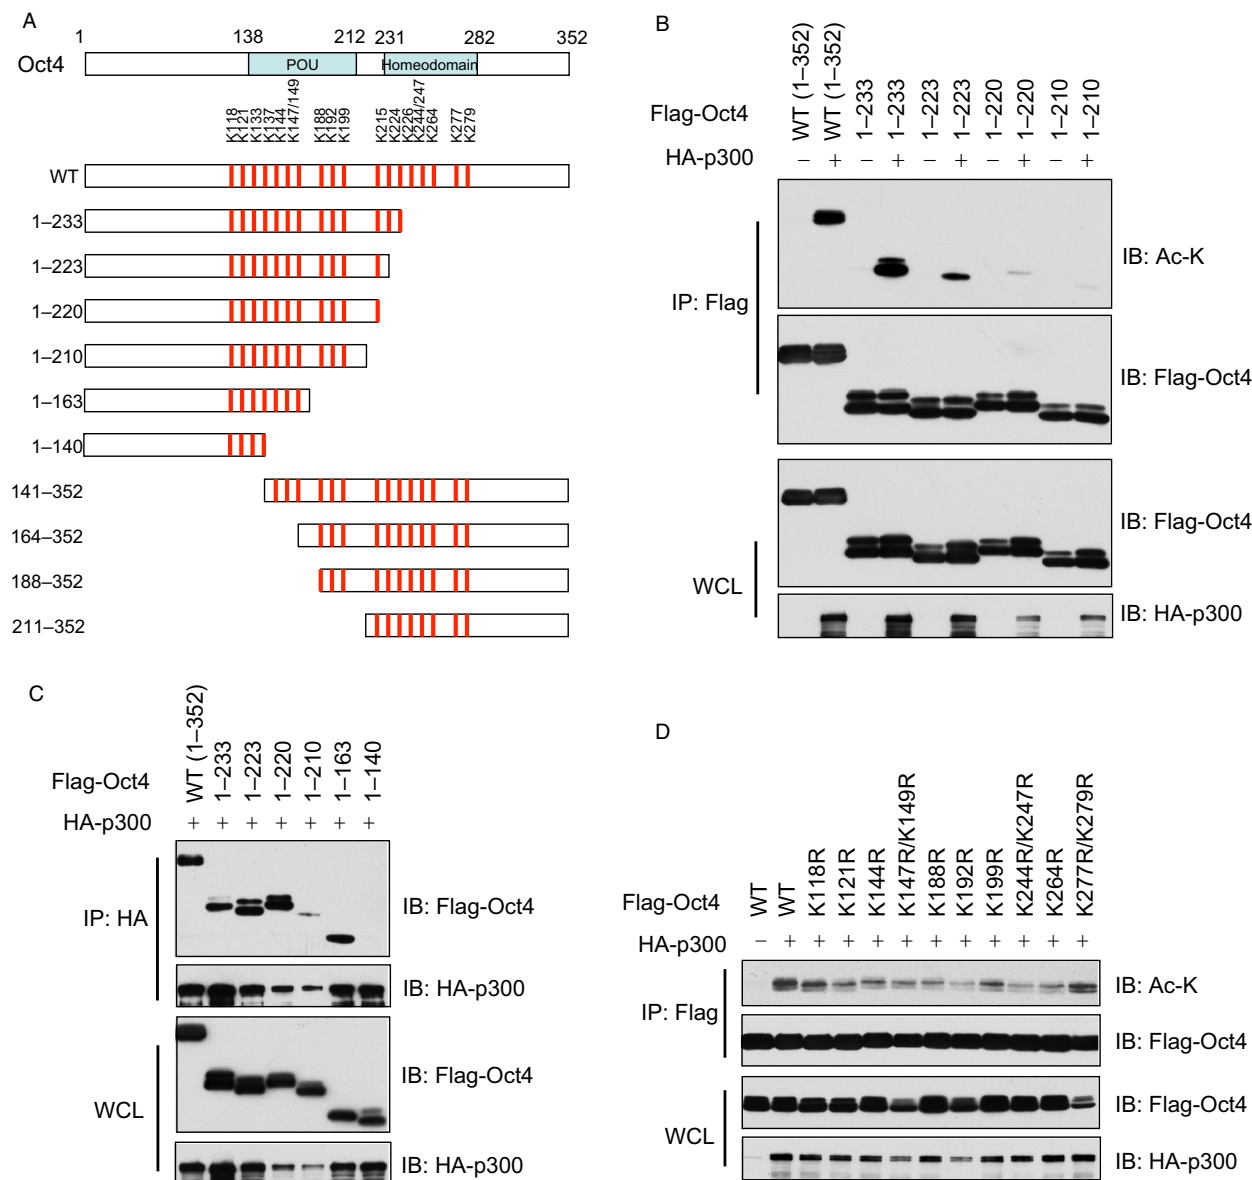 A
1 138 212 231 282 352
Oct4 POU Homeodomain
K118 K121 K133 K137 K144 K147/149 K188 K192 K199 K215 K224 K226 K244/247 K264 K277 K279
WT
1–233
1–223
1–220
1–210
1–163
1–140
141–352
164–352
188–352
211–352
B
Flag-Oct4 WT (1–352) WT (1–352) 1–233 1–233 1–223 1–223 1–220 1–220 1–210 1–210
HA-p300 – + – + – + – + – +
IP: Flag
IB: Ac-K
IB: Flag-Oct4
WCL
IB: Flag-Oct4
IB: HA-p300
C
Flag-Oct4 WT (1–352) 1–233 1–223 1–220 1–210 1–163 1–140
HA-p300 + + + + + + +
IP: HA
IB: Flag-Oct4
IB: HA-p300
WCL
IB: Flag-Oct4
IB: HA-p300
D
Flag-Oct4 WT WT K118R K121R K144R K147R/K149R K188R K192R K199R K244R/K247R K264R K277R/K279R
HA-p300 – + + + + + + + + + + +
IP: Flag
IB: Ac-K
IB: Flag-Oct4
WCL
IB: Flag-Oct4
IB: HA-p300